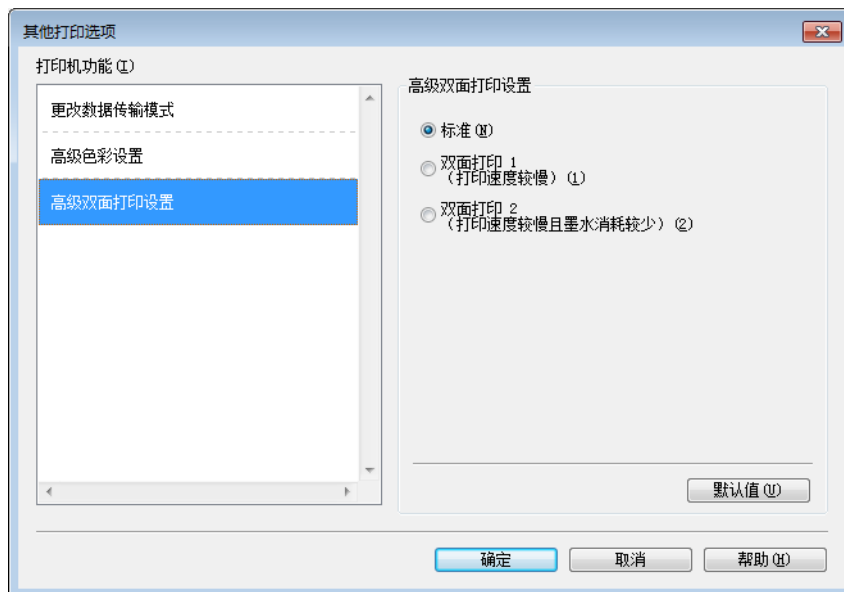 其他打印选项
打印机功能(I)
更改数据传输模式
高级色彩设置
高级双面打印设置
高级双面打印设置
标准(N)
双面打印 1
（打印速度较慢）(1)
双面打印 2
（打印速度较慢且墨水消耗较少）(2)
默认值(U)
确定
取消
帮助(H)